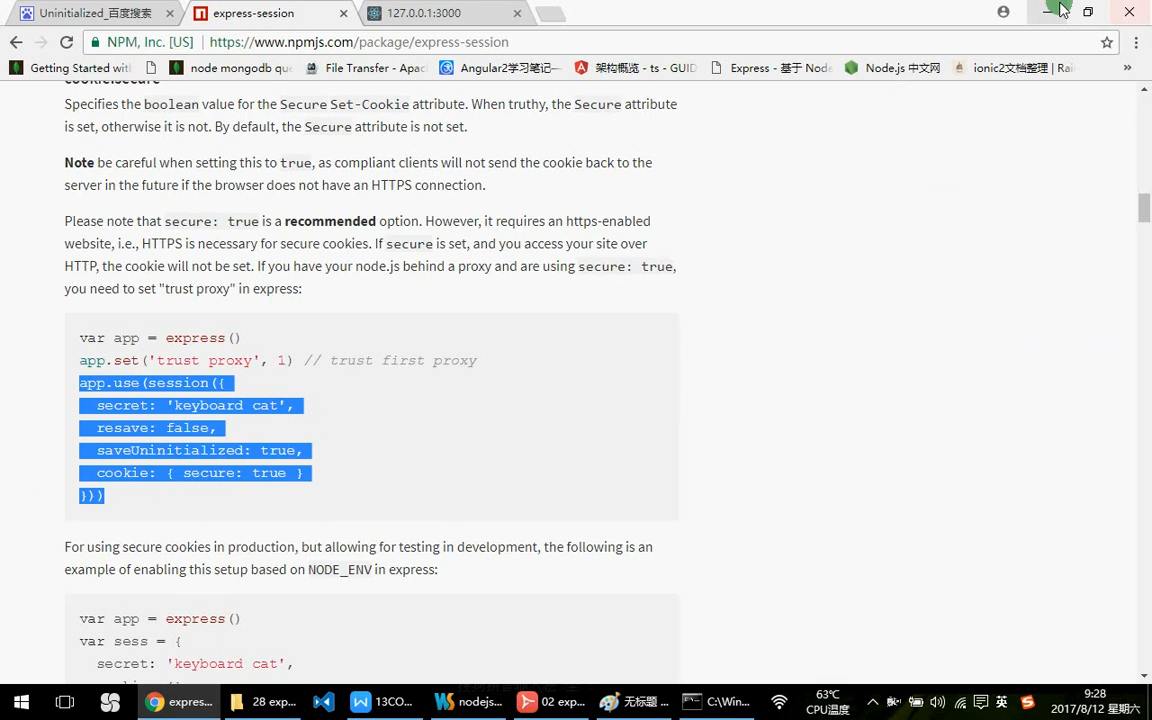 Uninitialized_百度搜索
express-session
127.0.0.1:3000
NPM, Inc. [US]
https://www.npmjs.com/package/express-session
Getting Started wit
node mongodb que
File Transfer - Apac
Angular2学习笔记—
架构概览 - ts - GUID
Express - 基于 Node
Node.js 中文网
ionic2文档整理 | Rai
»
Specifies the boolean value for the Secure Set-Cookie attribute. When truthy, the Secure attribute
is set, otherwise it is not. By default, the Secure attribute is not set.
Note be careful when setting this to true, as compliant clients will not send the cookie back to the
server in the future if the browser does not have an HTTPS connection.
Please note that secure: true is a recommended option. However, it requires an https-enabled
website, i.e., HTTPS is necessary for secure cookies. If secure is set, and you access your site over
HTTP, the cookie will not be set. If you have your node.js behind a proxy and are using secure: true,
you need to set "trust proxy" in express:
var app = express()
app.set('trust proxy', 1) // trust first proxy
app.use(session({
secret: 'keyboard cat',
resave: false,
saveUninitialized: true,
cookie: { secure: true }
}))
For using secure cookies in production, but allowing for testing in development, the following is an
example of enabling this setup based on NODE_ENV in express:
var app = express()
var sess = {
secret: 'keyboard cat',
expres...
28 exp...
13CO...
nodejs...
02 exp...
无标题 ...
C:\Win...
63℃
CPU温度
英
9:28
2017/8/12 星期六